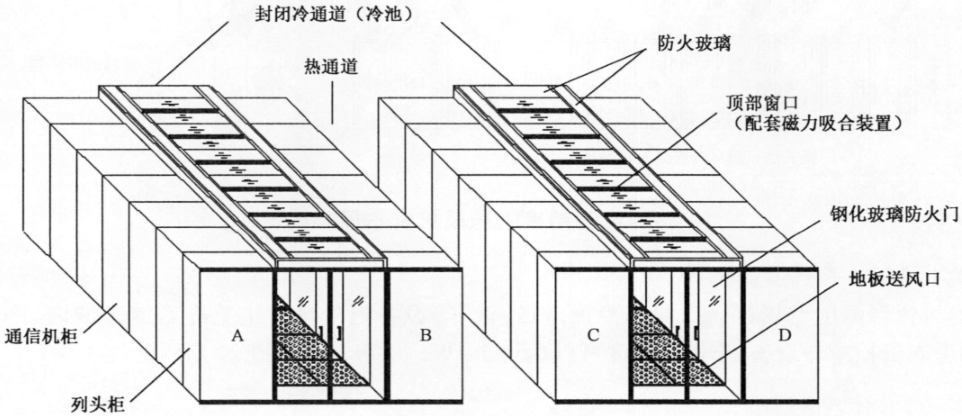 封闭冷通道（冷池）
热通道
防火玻璃
顶部窗口
（配套磁力吸合装置）
钢化玻璃防火门
地板送风口
通信机柜
列头柜
A
B
C
D